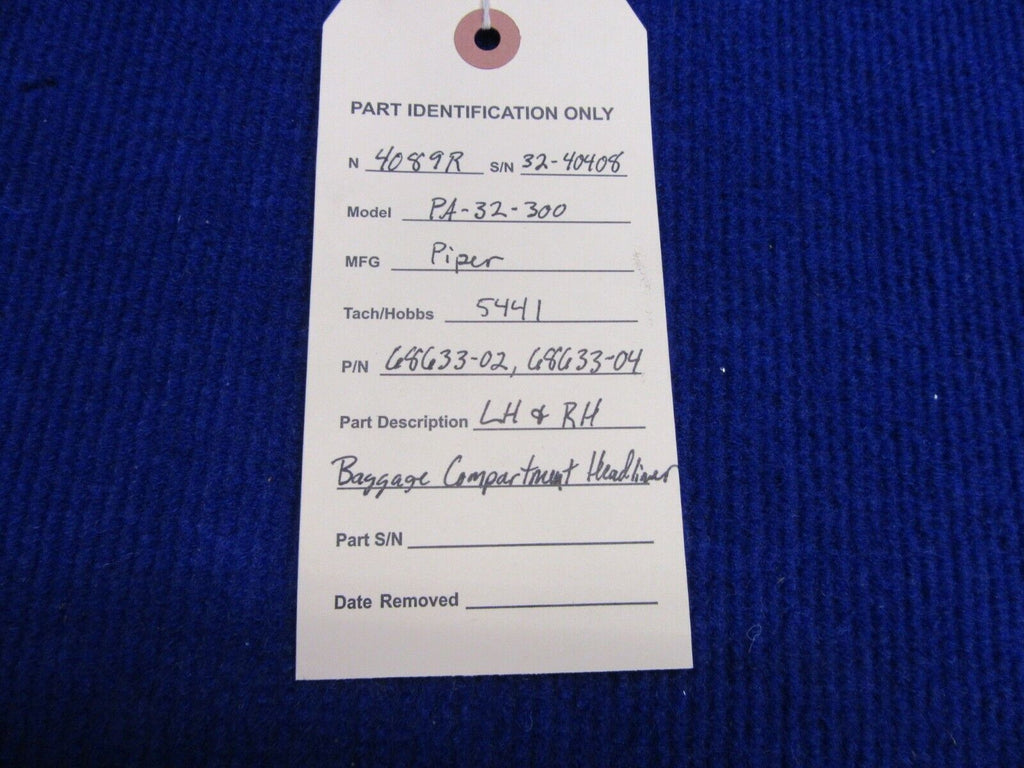 PART IDENTIFICATION ONLY
N 4089R S/N 32-40408
Model PA-32-300
MFG Piper
Tach/Hobbs 5441
P/N 68633-02, 68633-04
Part Description LH & RH
Baggage Compartment Headliner
Part S/N
Date Removed